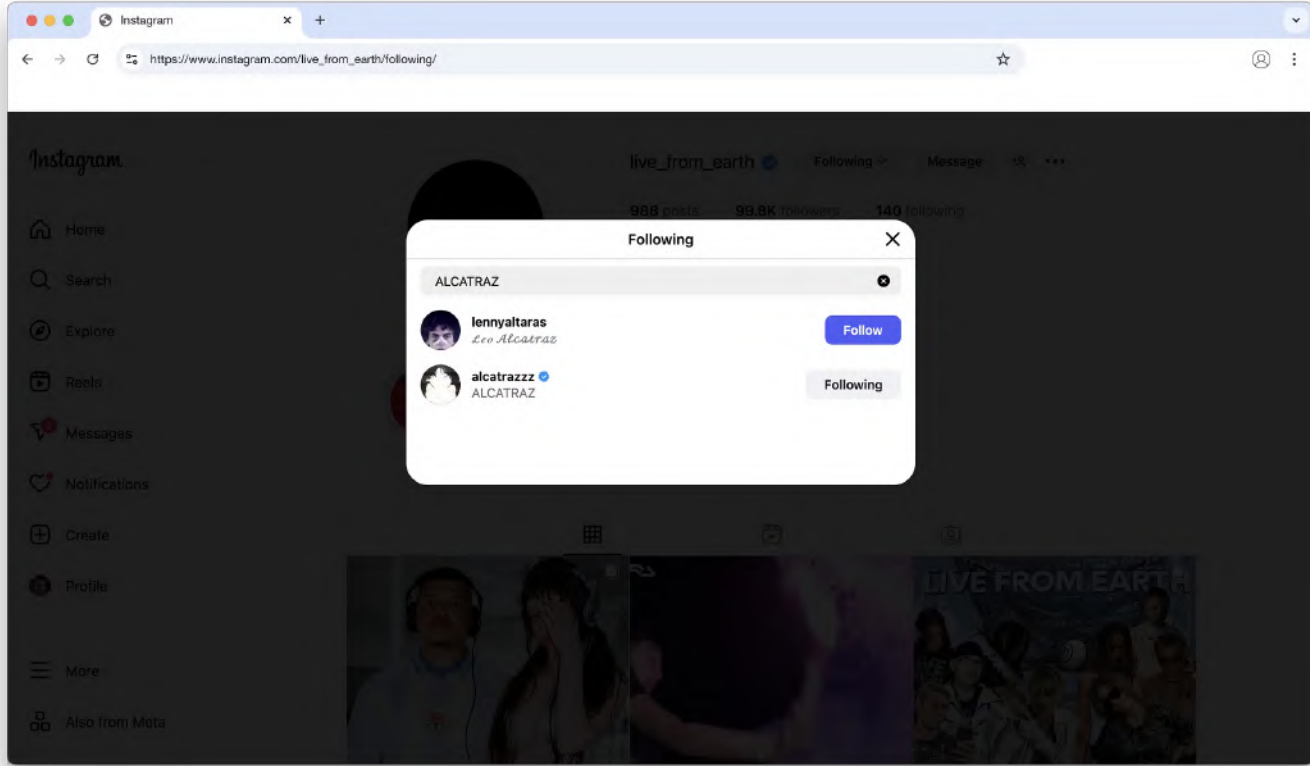 Instagram
https://www.instagram.com/live_from_earth/following/
Instagram
live_from_earth Following Message
988 posts 99.8K followers 140 following
Home
Search
Explore
Reels
Messages
Notifications
Create
Profile
More
Also from Meta
Following
ALCATRAZ
lennyaltaras
Leo Alcatraz
Follow
alcatrazzz
ALCATRAZ
Following
LIVE FROM EARTH